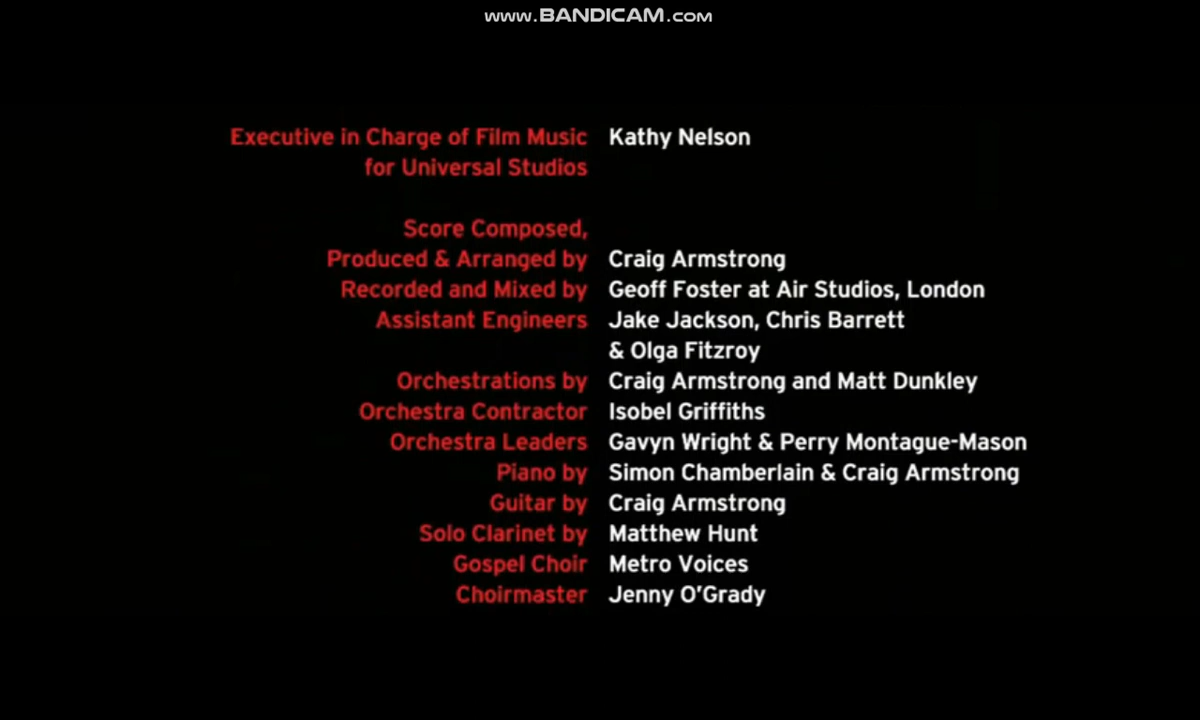 www.BANDICAM.com
Executive in Charge of Film Music Kathy Nelson
for Universal Studios
Score Composed,
Produced & Arranged by Craig Armstrong
Recorded and Mixed by Geoff Foster at Air Studios, London
Assistant Engineers Jake Jackson, Chris Barrett
& Olga Fitzroy
Orchestrations by Craig Armstrong and Matt Dunkley
Orchestra Contractor Isobel Griffiths
Orchestra Leaders Gavyn Wright & Perry Montague-Mason
Piano by Simon Chamberlain & Craig Armstrong
Guitar by Craig Armstrong
Solo Clarinet by Matthew Hunt
Gospel Choir Metro Voices
Choirmaster Jenny O'Grady